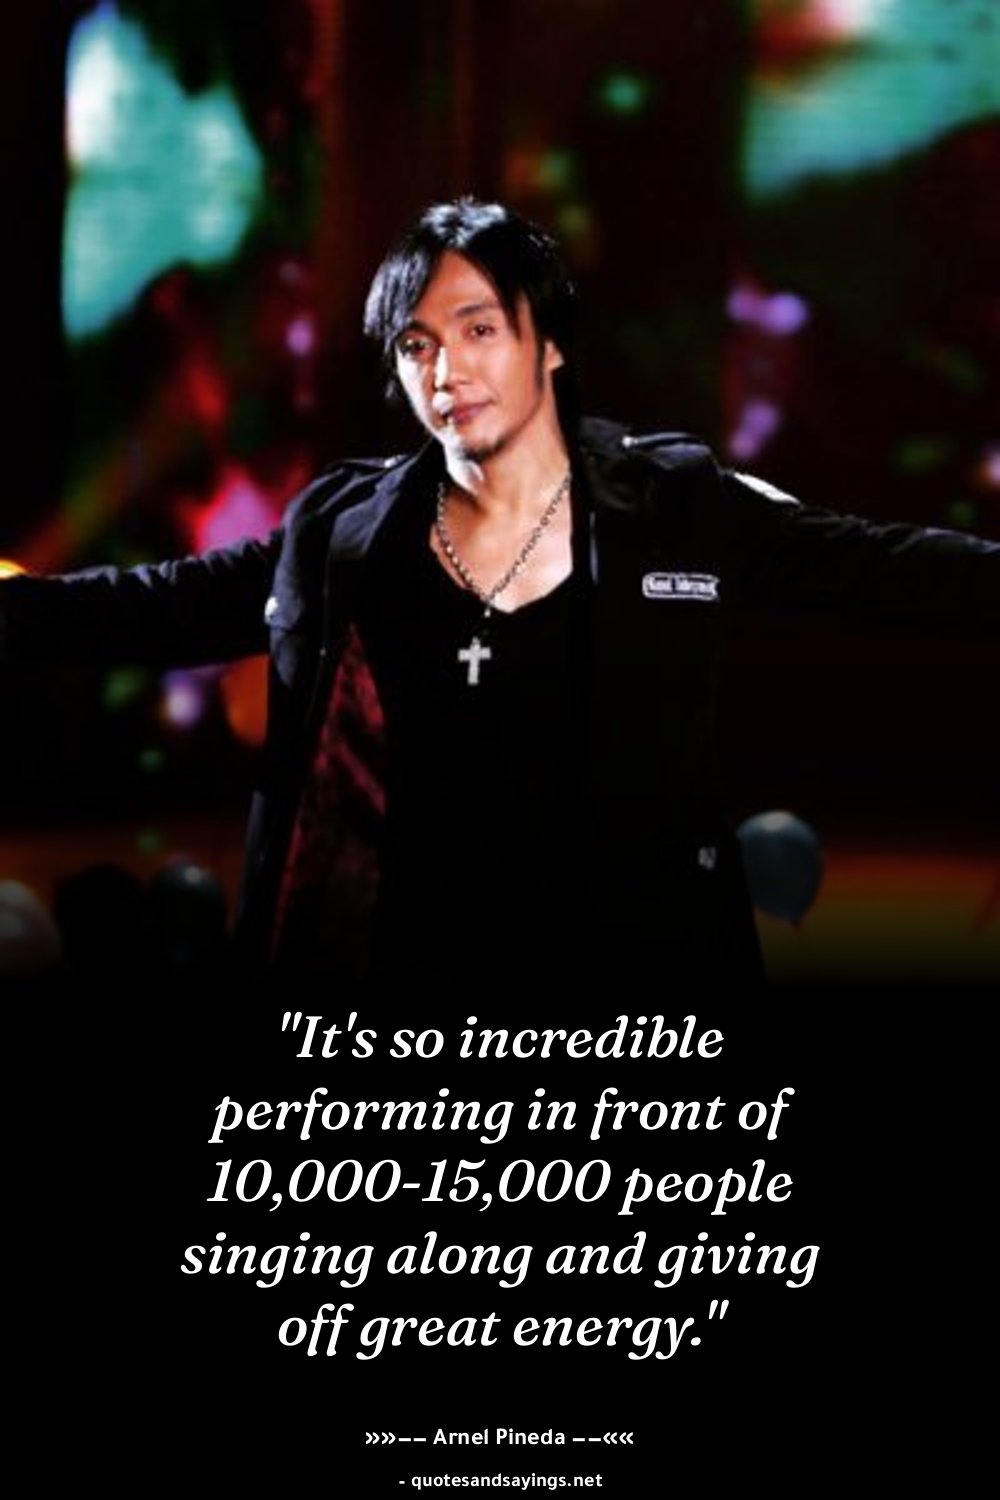 "It's so incredible
performing in front of
10,000-15,000 people
singing along and giving
off great energy."
»»–– Arnel Pineda ––««
- quotesandsayings.net